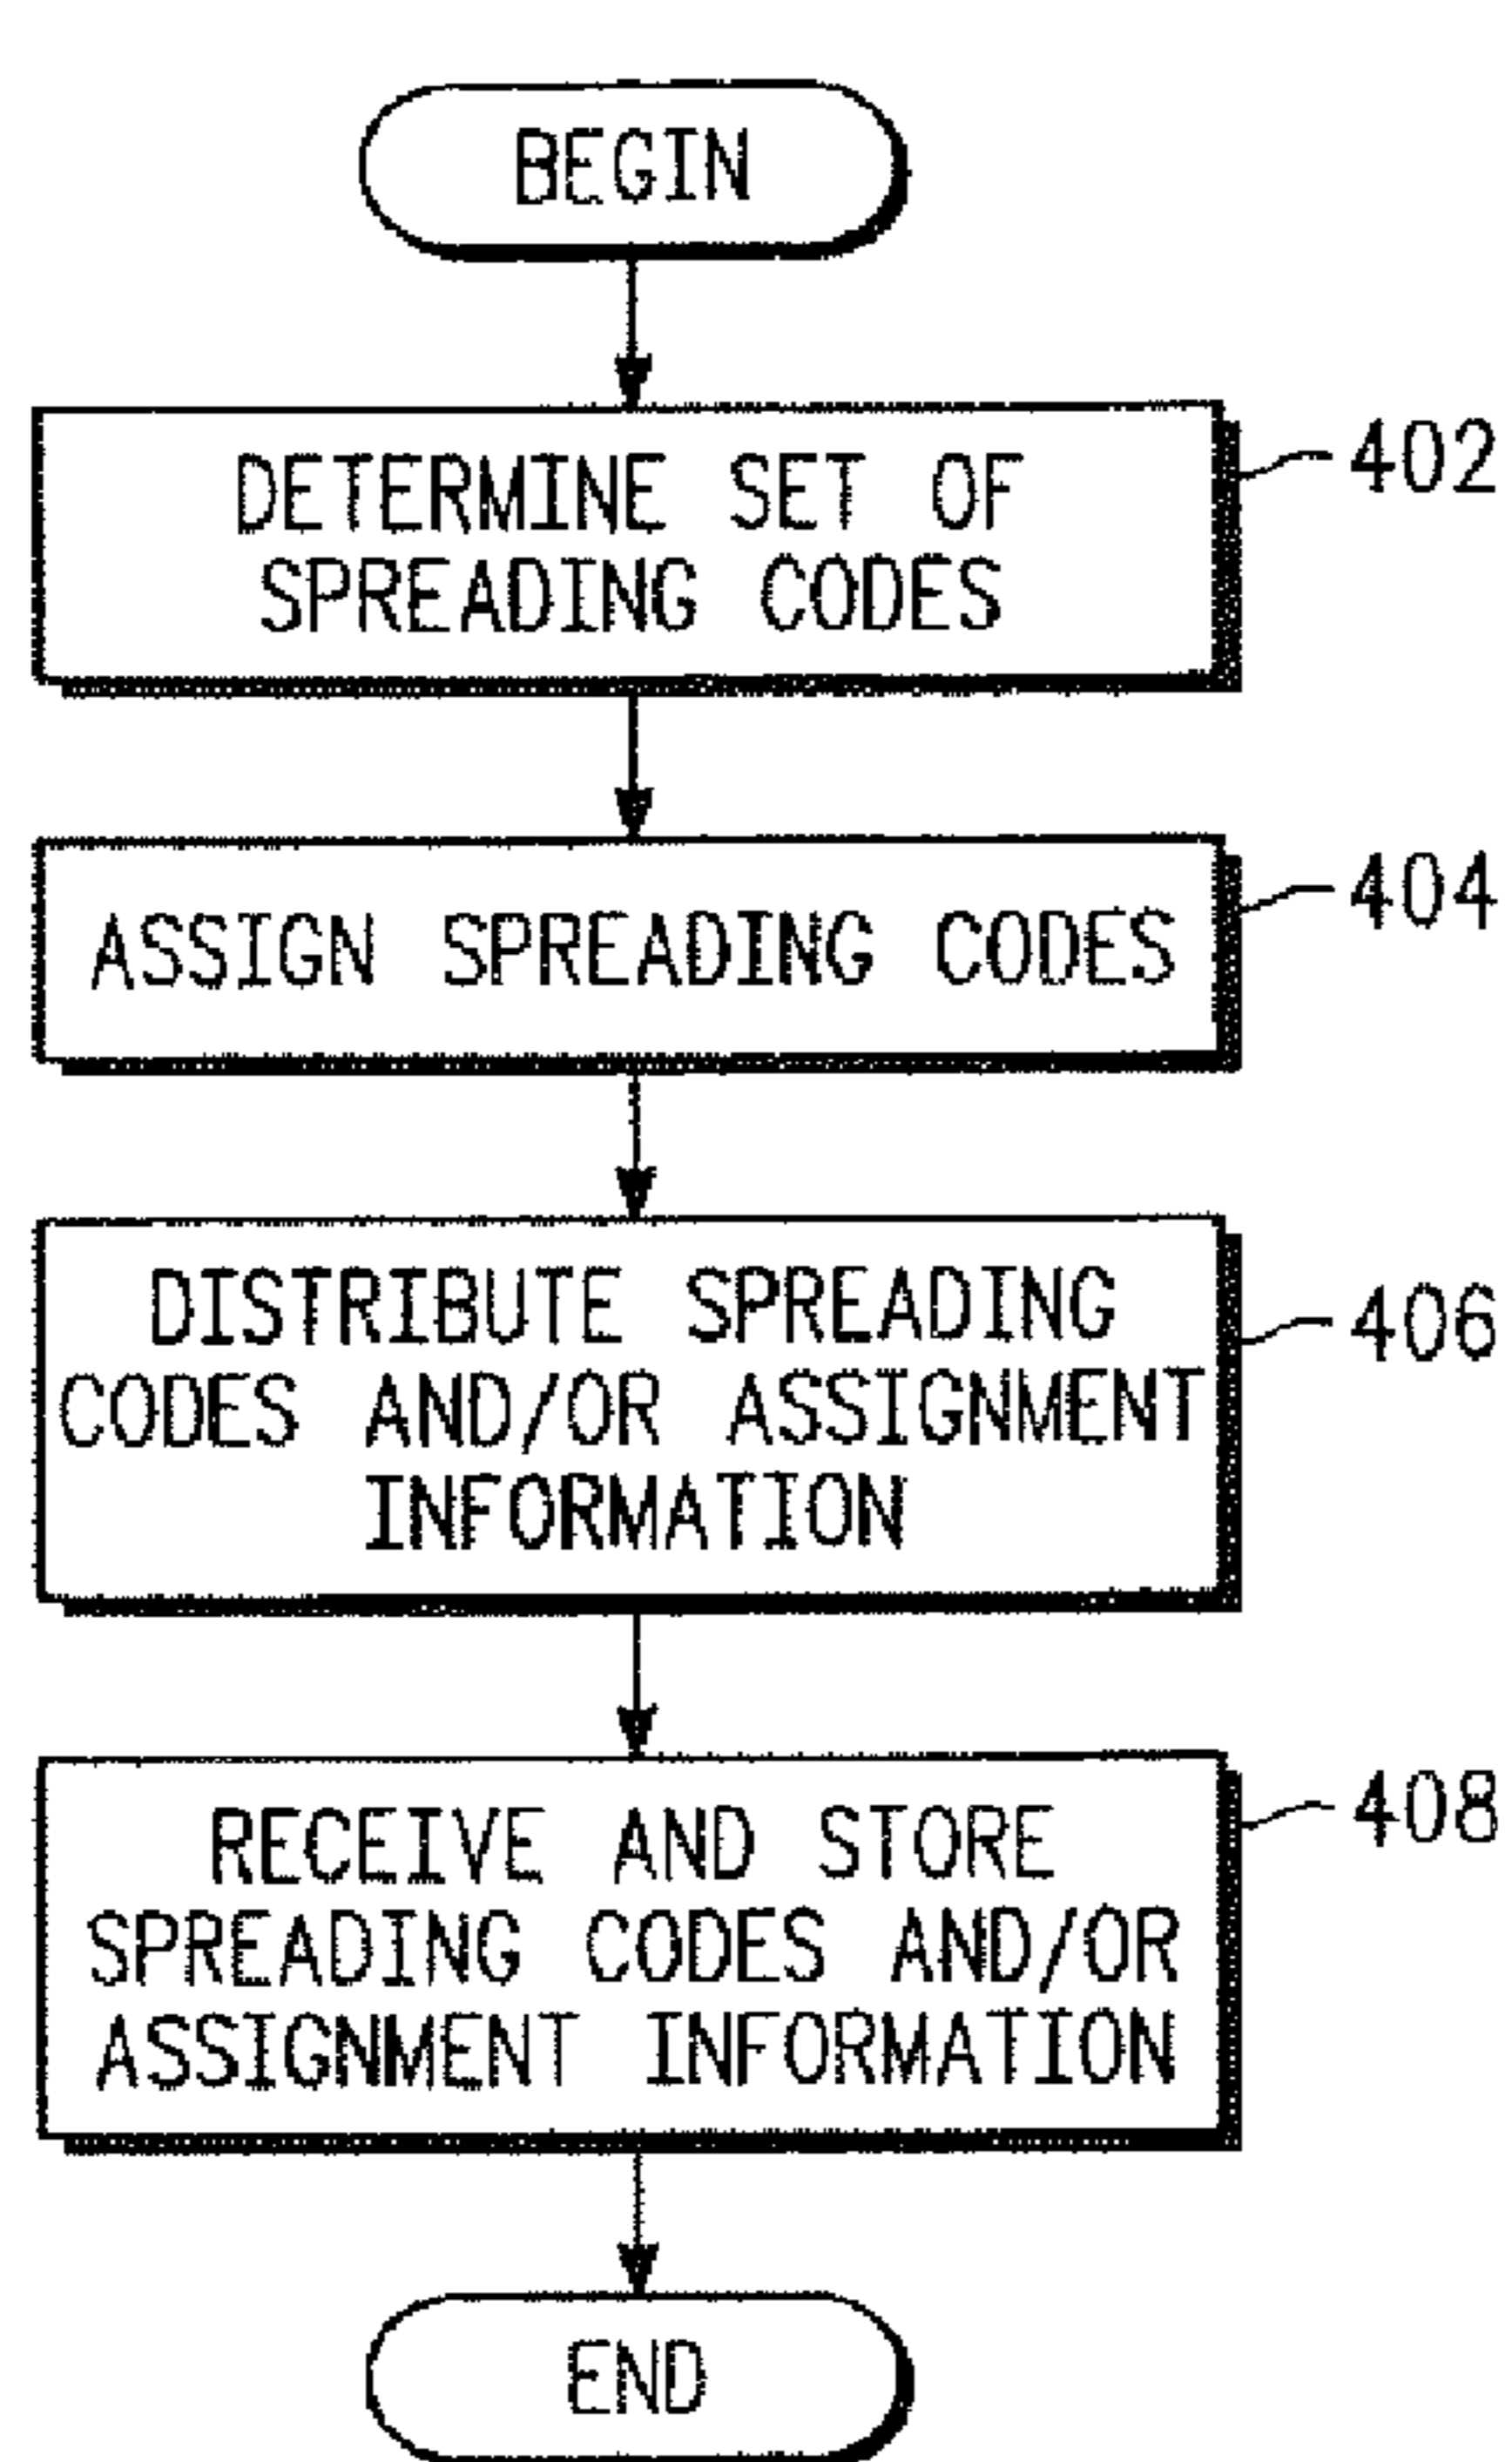 BEGIN
DETERMINE SET OF
SPREADING CODES
402
ASSIGN SPREADING CODES
404
DISTRIBUTE SPREADING
CODES AND/OR ASSIGNMENT
INFORMATION
406
RECEIVE AND STORE
SPREADING CODES AND/OR
ASSIGNMENT INFORMATION
408
END